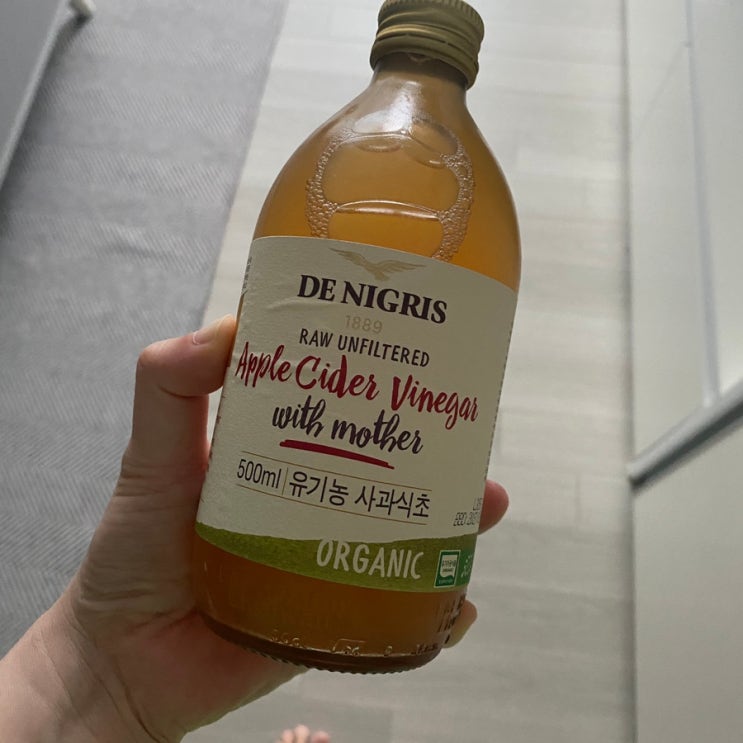 DE NIGRIS
1889
RAW UNFILTERED
Apple Cider Vinegar
with mother
500ml 유기농 사과식초
ORGANIC